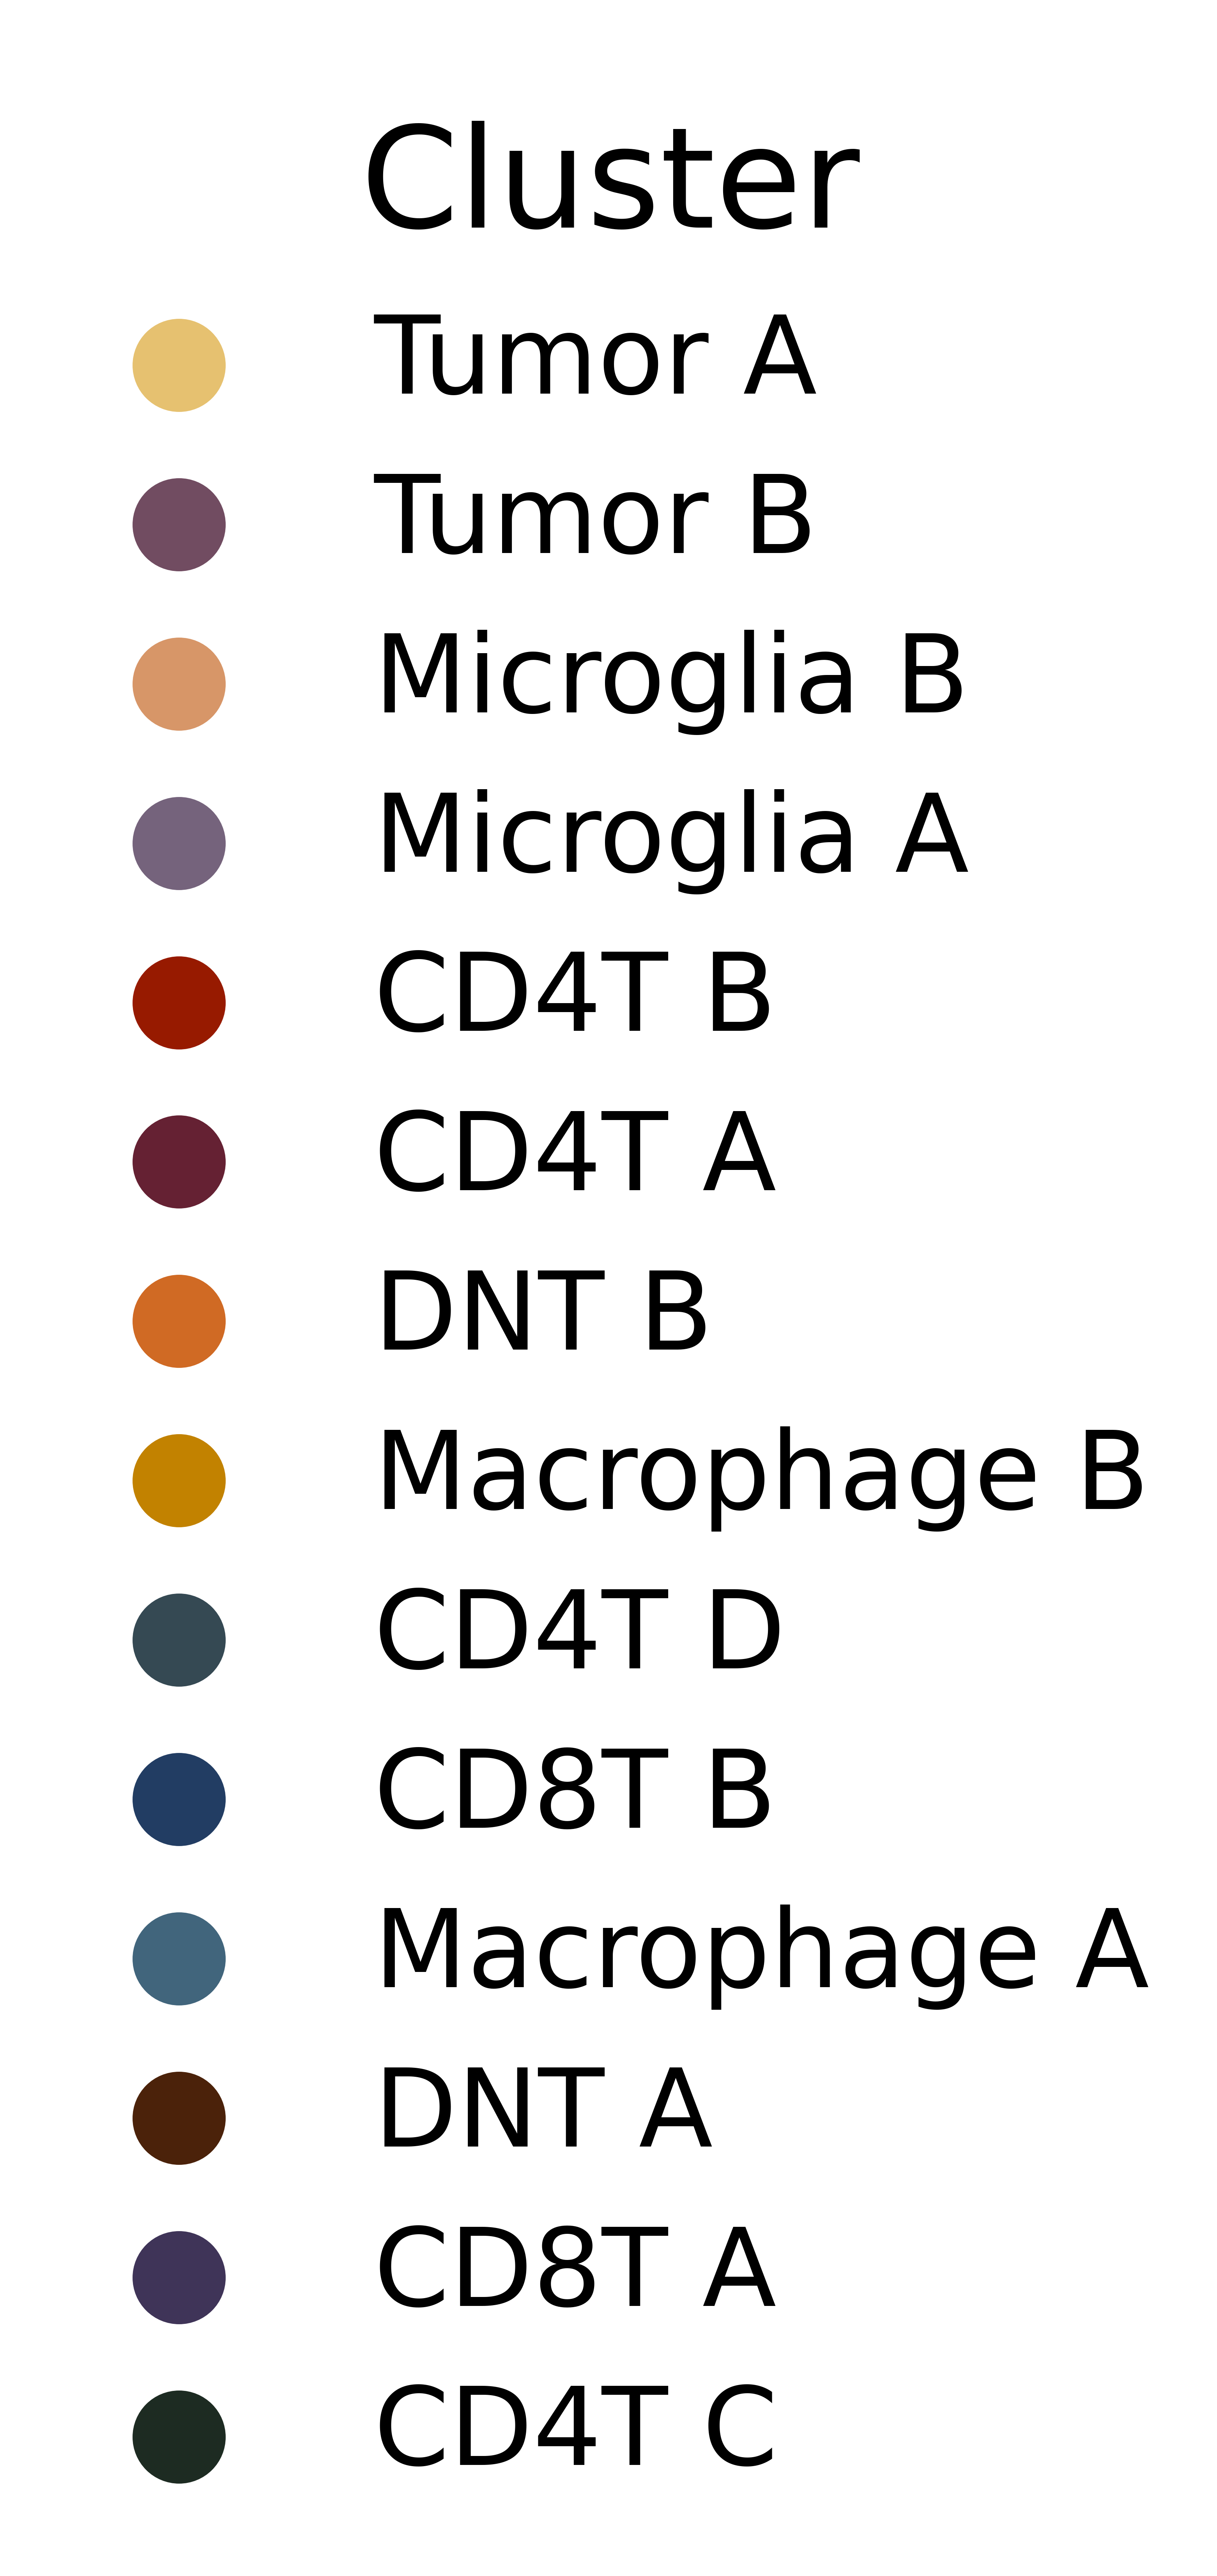 Cluster
Tumor A
Tumor B
Microglia B
Microglia A
CD4T B
CD4T A
DNT B
Macrophage B
CD4T D
CD8T B
Macrophage A
DNT A
CD8T A
CD4T C